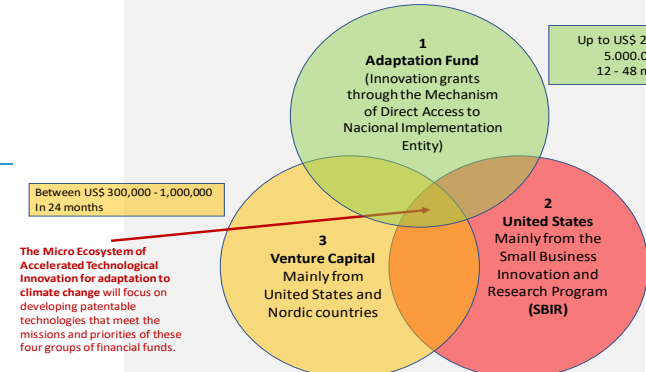 1
Adaptation Fund
(Innovation grants
through the Mechanism
of Direct Access to
Nacional Implementation
Entity)
Up to US$ 2
5.000.0
12 - 48 m
Between US$ 300,000 - 1,000,000
In 24 months
The Micro Ecosystem of
Accelerated Technological
Innovation for adaptation to
climate change will focus on
developing patentable
technologies that meet the
missions and priorities of these
four groups of financial funds.
3
Venture Capital
Mainly from
United States and
Nordic countries
2
United States
Mainly from the
Small Business
Innovation and
Research Program
(SBIR)